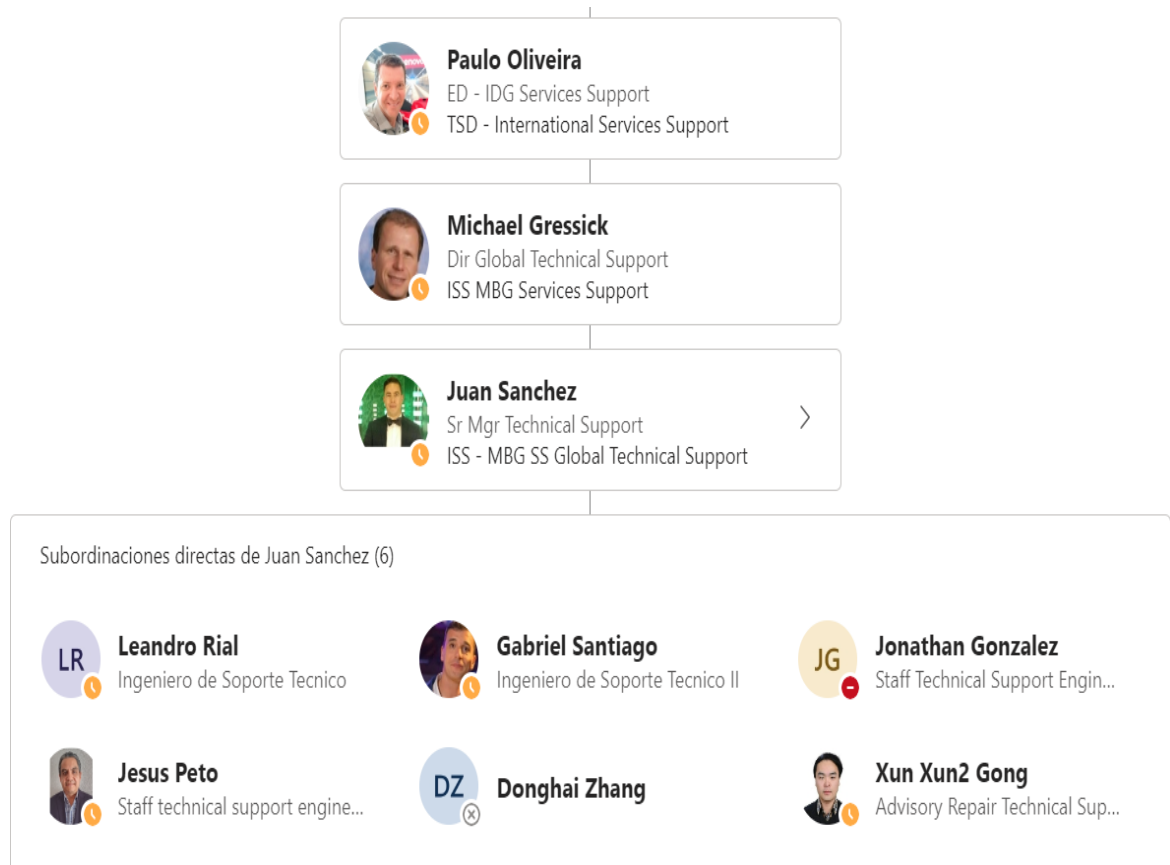 Paulo Oliveira
ED - IDG Services Support
TSD - International Services Support
Michael Gressick
Dir Global Technical Support
ISS MBG Services Support
Juan Sanchez
Sr Mgr Technical Support
ISS - MBG SS Global Technical Support
Subordinaciones directas de Juan Sanchez (6)
LR
Leandro Rial
Ingeniero de Soporte Tecnico
Gabriel Santiago
Ingeniero de Soporte Tecnico II
JG
Jonathan Gonzalez
Staff Technical Support Engin...
Jesus Peto
Staff technical support enginee...
DZ
Donghai Zhang
Xun Xun2 Gong
Advisory Repair Technical Sup...